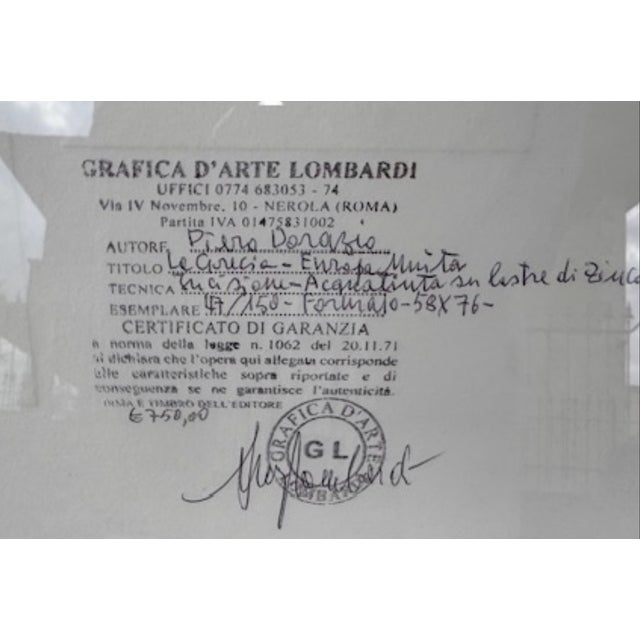 GRAFICA D'ARTE LOMBARDI
UFFICI 0774 683053 - 74
Via IV Novembre, 10 - NEROLA (ROMA)
Partita IVA 01475831002
AUTORE Piero Dorazio
TITOLO La Grecia - Europa Unita
TECNICA Incisione - Acquatinta su lastre di Zinco
ESEMPLARE 47/150 - Formato - 58X76 -
CERTIFICATO DI GARANZIA
a norma della legge n. 1062 del 20.11.71
si dichiara che l'opera qui allegata corrisponde
alle caratteristiche sopra riportate e di
conseguenza se ne garantisce l'autenticità.
FIRMA E TIMBRO DELL'EDITORE
€ 750,00
GRAFICA D'ARTE
GL
LOMBARDI